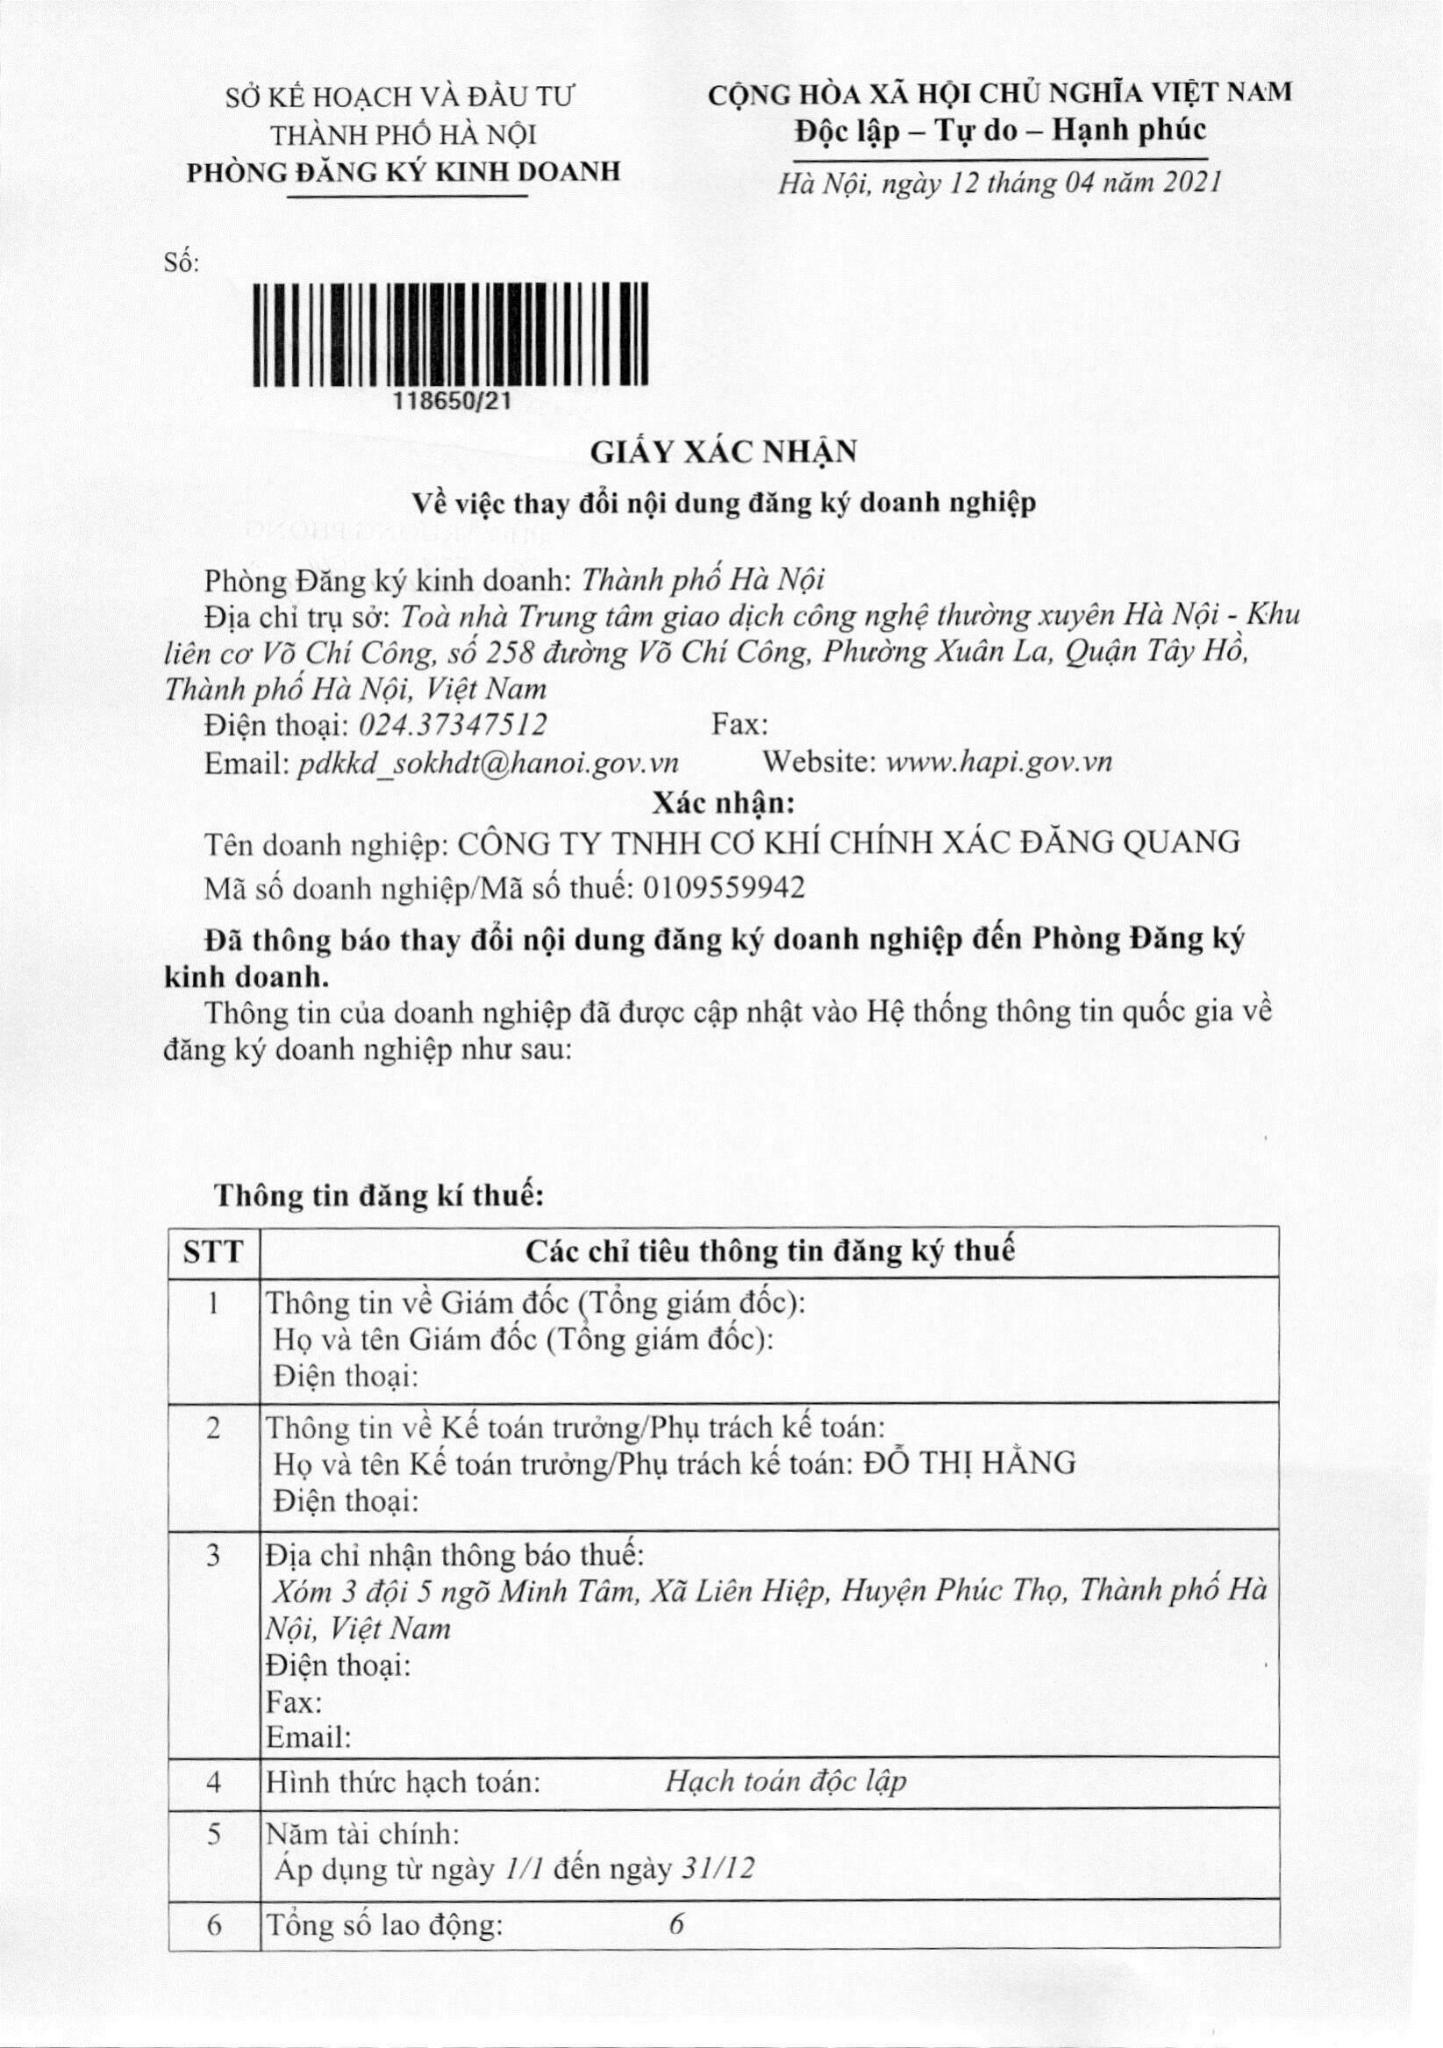 SỞ KẾ HOẠCH VÀ ĐẦU TƯ
THÀNH PHỐ HÀ NỘI
PHÒNG ĐĂNG KÝ KINH DOANH
CỘNG HÒA XÃ HỘI CHỦ NGHĨA VIỆT NAM
Độc lập – Tự do – Hạnh phúc
Hà Nội, ngày 12 tháng 04 năm 2021
Số:
118650/21
GIẤY XÁC NHẬN
Về việc thay đổi nội dung đăng ký doanh nghiệp
Phòng Đăng ký kinh doanh: Thành phố Hà Nội
Địa chỉ trụ sở: Toà nhà Trung tâm giao dịch công nghệ thường xuyên Hà Nội - Khu
liên cơ Võ Chí Công, số 258 đường Võ Chí Công, Phường Xuân La, Quận Tây Hồ,
Thành phố Hà Nội, Việt Nam
Điện thoại: 024.37347512 Fax:
Email: pdkkd_sokhdt@hanoi.gov.vn Website: www.hapi.gov.vn
Xác nhận:
Tên doanh nghiệp: CÔNG TY TNHH CƠ KHÍ CHÍNH XÁC ĐĂNG QUANG
Mã số doanh nghiệp/Mã số thuế: 0109559942
Đã thông báo thay đổi nội dung đăng ký doanh nghiệp đến Phòng Đăng ký
kinh doanh.
Thông tin của doanh nghiệp đã được cập nhật vào Hệ thống thông tin quốc gia về
đăng ký doanh nghiệp như sau:
Thông tin đăng kí thuế:
STT Các chỉ tiêu thông tin đăng ký thuế
1 Thông tin về Giám đốc (Tổng giám đốc):
Họ và tên Giám đốc (Tổng giám đốc):
Điện thoại:
2 Thông tin về Kế toán trưởng/Phụ trách kế toán:
Họ và tên Kế toán trưởng/Phụ trách kế toán: ĐỖ THỊ HẰNG
Điện thoại:
3 Địa chỉ nhận thông báo thuế:
Xóm 3 đội 5 ngõ Minh Tâm, Xã Liên Hiệp, Huyện Phúc Thọ, Thành phố Hà
Nội, Việt Nam
Điện thoại:
Fax:
Email:
4 Hình thức hạch toán: Hạch toán độc lập
5 Năm tài chính:
Áp dụng từ ngày 1/1 đến ngày 31/12
6 Tổng số lao động: 6